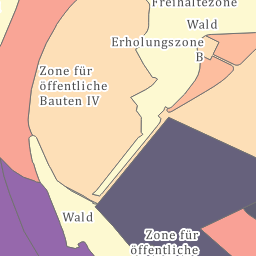 Freihaltezone
Wald
Erholungszone
B
Zone für
öffentliche
Bauten IV
Wald
Zone für
öffentliche